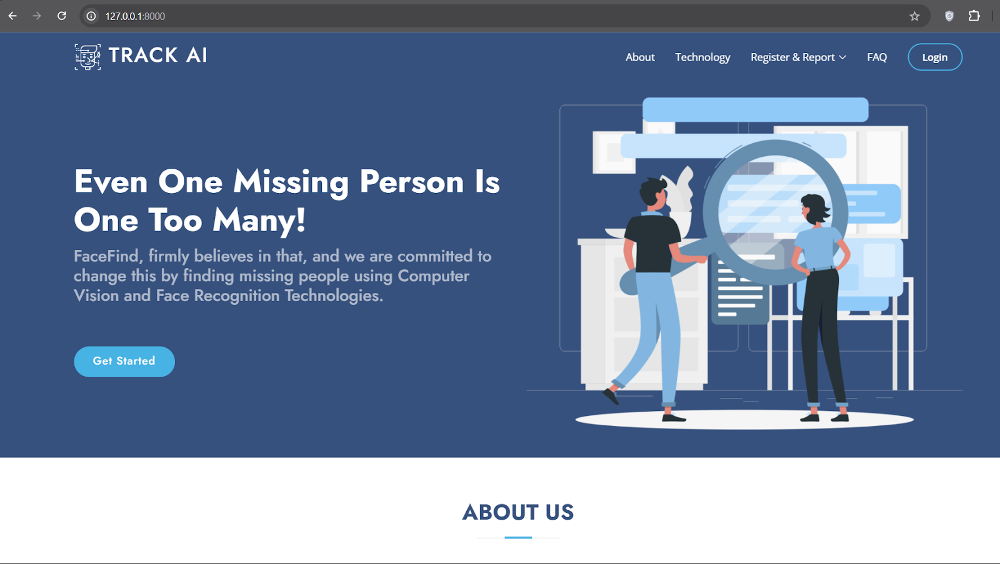 127.0.0.1:8000
TRACK AI
About
Technology
Register & Report
FAQ
Login
Even One Missing Person Is
One Too Many!
FaceFind, firmly believes in that, and we are committed to
change this by finding missing people using Computer
Vision and Face Recognition Technologies.
Get Started
ABOUT US